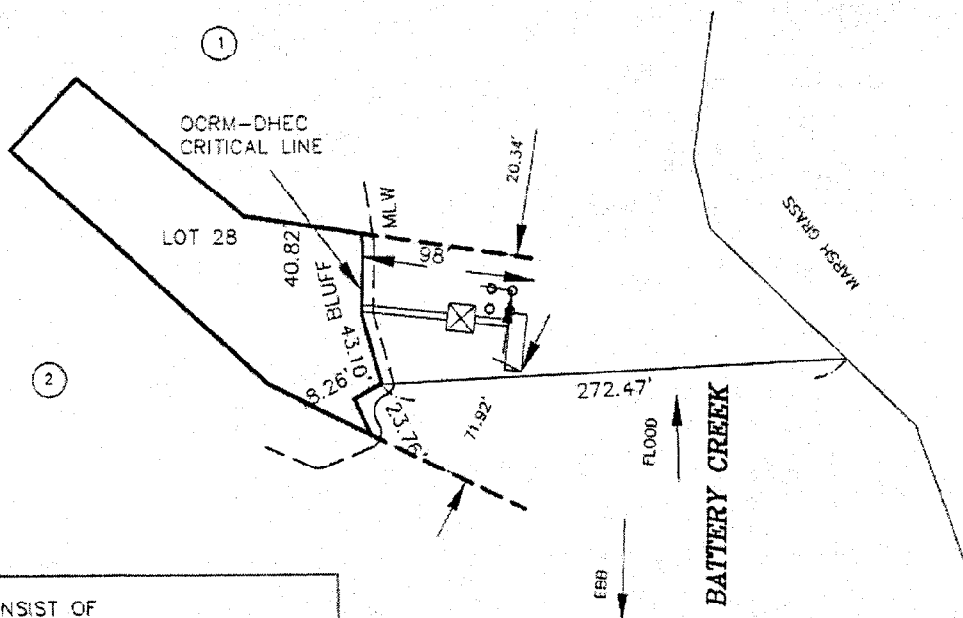 1
OCRM-DHEC
CRITICAL LINE
20.34'
MLW
MARSH GRASS
LOT 28
40.82
98'
BLUFF
43.10'
2
8.26'
23.76'
71.92'
272.47'
FLOOD
BATTERY CREEK
EBB
NSIST OF